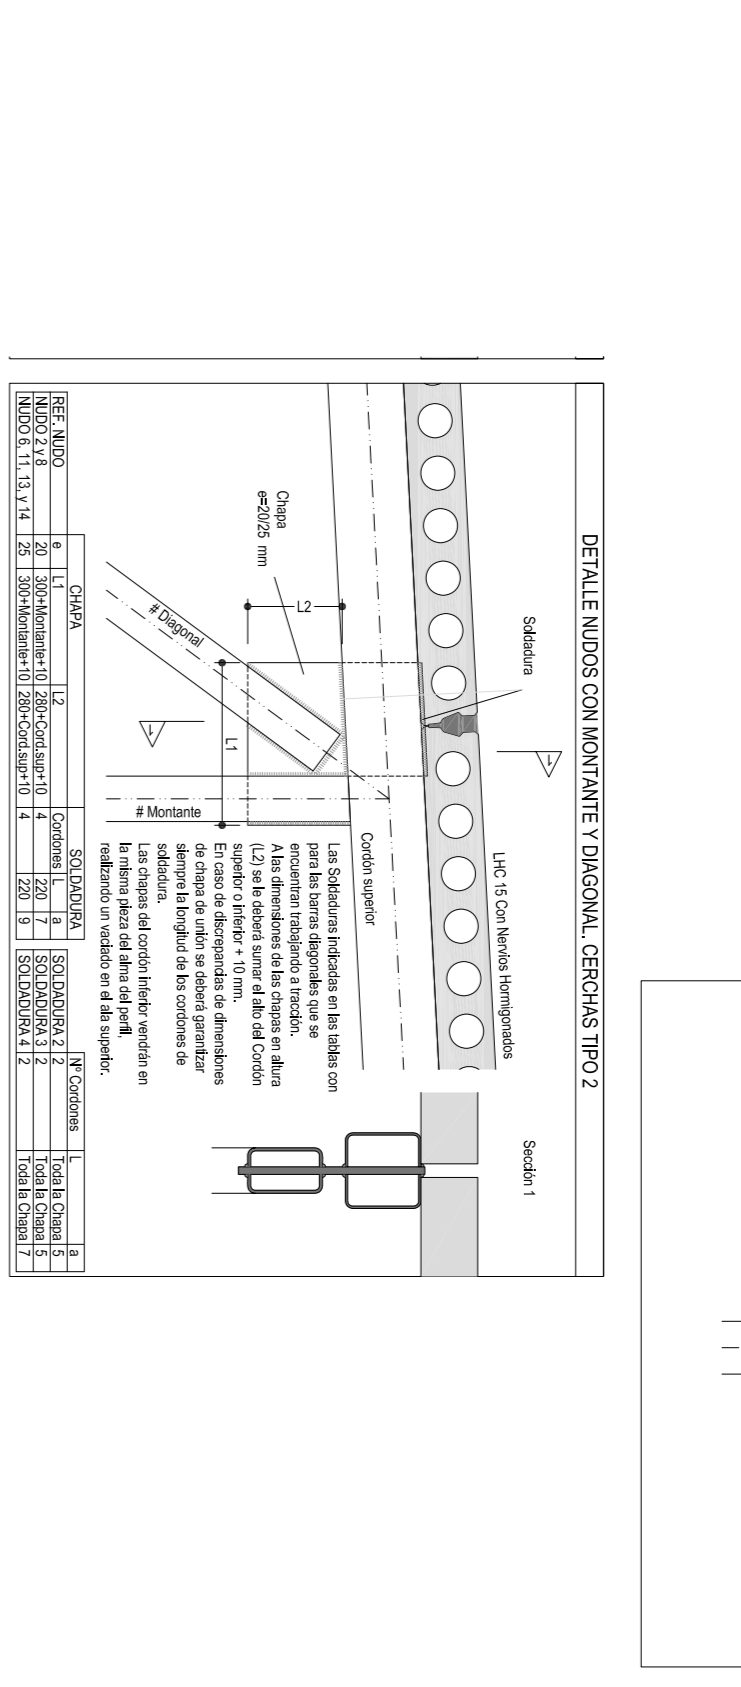 DETALLE NUDOS CON MONTANTE Y DIAGONAL. CERCHAS TIPO 2
Soldadura
Sección 1
1
LHC 15 Con Nervios Hormigonados
Cordón superior
Chapa
e=20/25 mm
L2
# Diagonal
L1
1
# Montante
Las Soldaduras indicadas en las tablas con
para las barras diagonales que se
encuentran trabajando a tracción.
A las dimensiones de las chapas en altura
(L2) se le deberá sumar el alto del Cordón
superior o inferior + 10 mm.
En caso de discrepancias de dimensiones
de chapa de unión se deberá garantizar
siempre la longitud de los cordones de
soldadura.
Las chapas del cordón inferior vendrán en
la misma pieza del alma del perfil,
realizando un vaciado en el ala superior.
CHAPA SOLDADURA
REF. NUDO e L1 L2 Cordones L a
NUDO 2 y 8 20 300+Montante+10 280+Cord.sup+10 4 220 7
NUDO 6, 11, 13, y 14 25 300+Montante+10 280+Cord.sup+10 4 220 9
Nº Cordones L a
SOLDADURA 2 2 Toda la Chapa 5
SOLDADURA 3 2 Toda la Chapa 5
SOLDADURA 4 2 Toda la Chapa 7